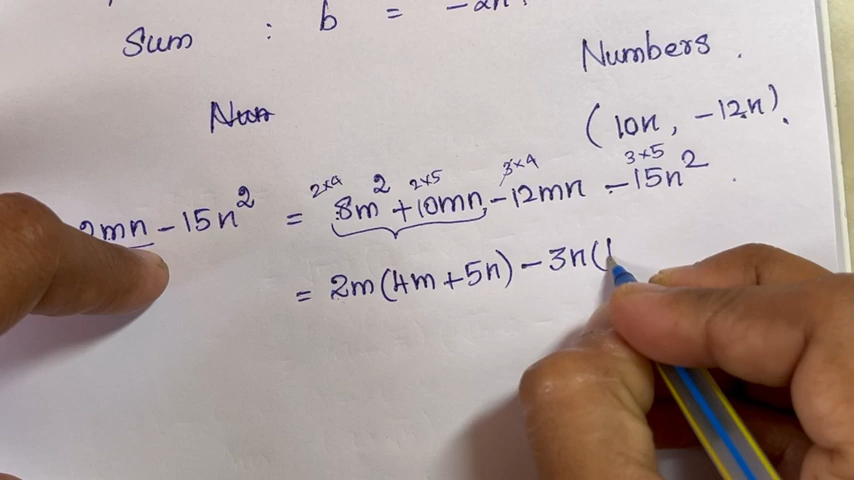 Sum : b = -2n
Numbers.
(10n, -12n).
2×4 2×5 3×4 3×5
2mn - 15n² = 8m² + 10mn - 12mn - 15n²
= 2m(4m + 5n) - 3n(